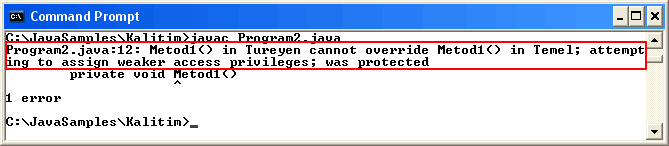 Command Prompt
C:\JavaSamples\Kalitim>javac Program2.java
Program2.java:12: Metod1() in Tureyen cannot override Metod1() in Temel; attempt
ing to assign weaker access privileges; was protected
        private void Metod1()
                     ^
1 error
C:\JavaSamples\Kalitim>_